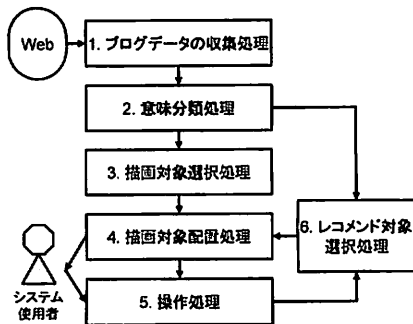 Web
1. ブログデータの収集処理
2. 意味分類処理
3. 描画対象選択処理
4. 描画対象配置処理
6. レコメンド対象
選択処理
5. 操作処理
システム
使用者